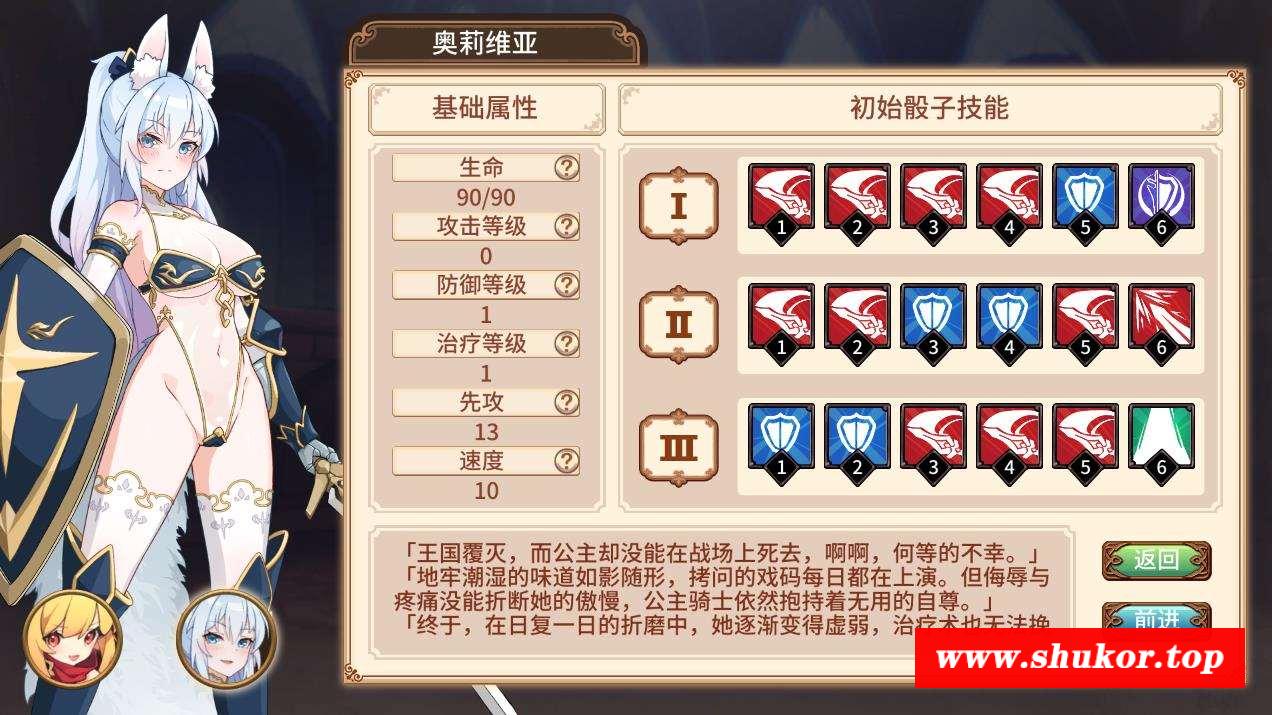 奥莉维亚
基础属性
初始骰子技能
生命 ?
90/90
攻击等级 ?
0
防御等级 ?
1
治疗等级 ?
1
先攻 ?
13
速度 ?
10
I
1 2 3 4 5 6
II
1 2 3 4 5 6
III
1 2 3 4 5 6
「王国覆灭，而公主却没能在战场上死去，啊啊，何等的不幸。」
「地牢潮湿的味道如影随形，拷问的戏码每日都在上演。但侮辱与
疼痛没能折断她的傲慢，公主骑士依然抱持着无用的自尊。」
「终于，在日复一日的折磨中，她逐渐变得虚弱，治疗术也无法挽
返回
前进
www.shukor.top